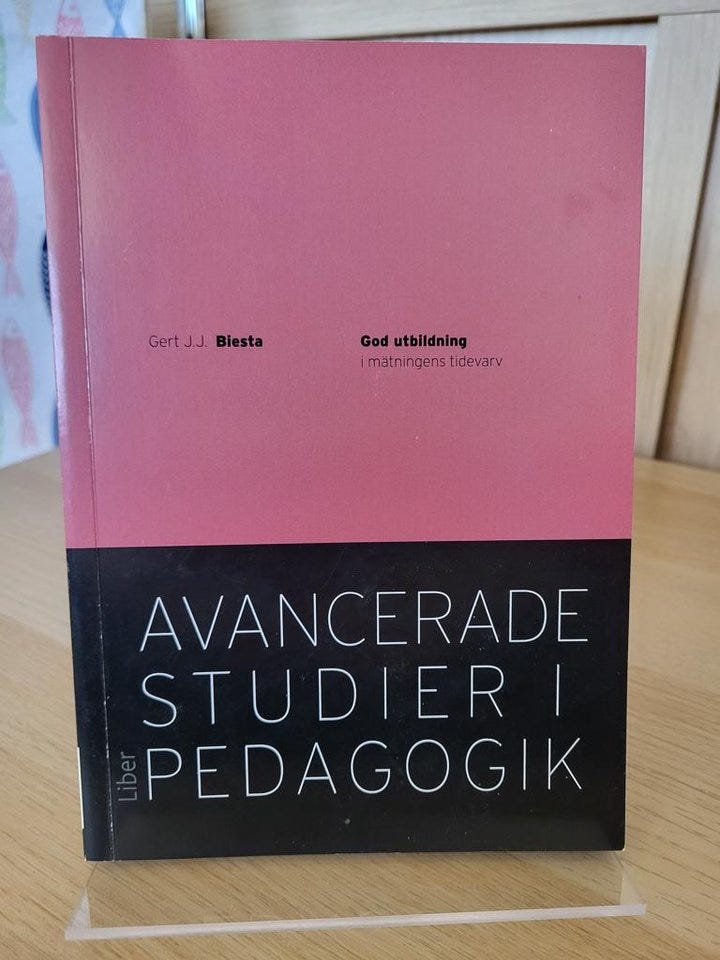 Gert J.J. Biesta
God utbildning
i mätningens tidevarv
AVANCERADE
STUDIER I
PEDAGOGIK
Liber